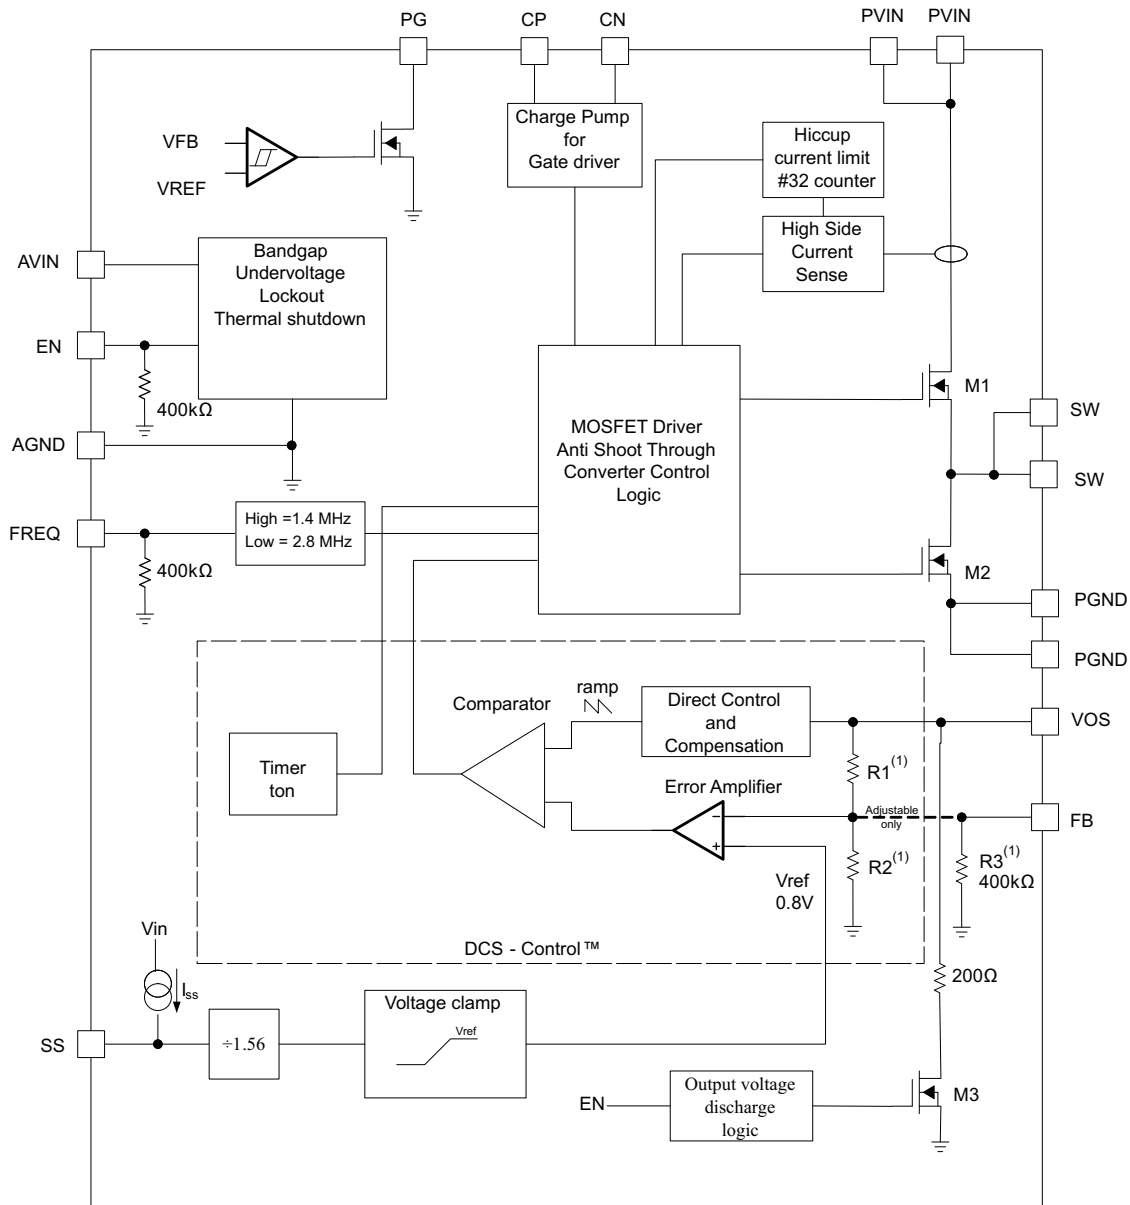 PG
CP
CN
PVIN
PVIN
Charge Pump
for
Gate driver
Hiccup
current limit
#32 counter
VFB
VREF
High Side
Current
Sense
AVIN
Bandgap
Undervoltage
Lockout
Thermal shutdown
EN
400kΩ
AGND
M1
SW
SW
MOSFET Driver
Anti Shoot Through
Converter Control
Logic
FREQ
High =1.4 MHz
Low = 2.8 MHz
400kΩ
M2
PGND
PGND
Comparator
ramp
Direct Control
and
Compensation
VOS
Timer
ton
R1(1)
Error Amplifier
Adjustable
only
FB
−
+
R2(1)
R3(1)
400kΩ
Vref
0.8V
DCS - Control™
Vin
Iss
200Ω
SS
÷1.56
Voltage clamp
Vref
EN
Output voltage
discharge
logic
M3